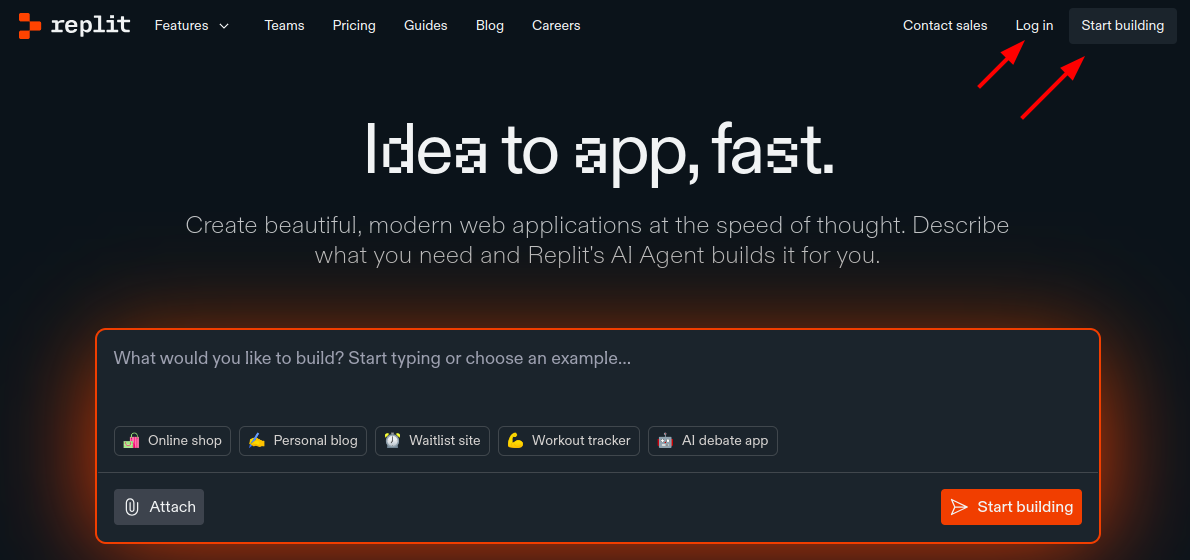 replit Features Teams Pricing Guides Blog Careers Contact sales Log in Start building
Idea to app, fast.
Create beautiful, modern web applications at the speed of thought. Describe
what you need and Replit's AI Agent builds it for you.
What would you like to build? Start typing or choose an example...
Online shop Personal blog Waitlist site Workout tracker AI debate app
Attach Start building